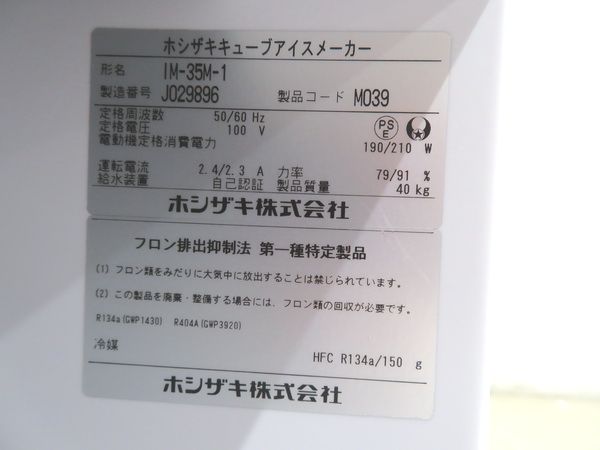 ホシザキキューブアイスメーカー
形名 IM-35M-1
製造番号 J029896 製品コード M039
定格周波数 50/60 Hz
定格電圧 100 V
PS
E
電動機定格消費電力 190/210 W
運転電流 2.4/2.3 A 力率 79/91 %
給水装置 自己認証 製品質量 40 kg
ホシザキ株式会社
フロン排出抑制法 第一種特定製品
(1) フロン類をみだりに大気中に放出することは禁じられています。
(2) この製品を廃棄・整備する場合には、フロン類の回収が必要です。
R134a(GWP1430) R404A(GWP3920)
冷媒 HFC R134a/150 g
ホシザキ株式会社